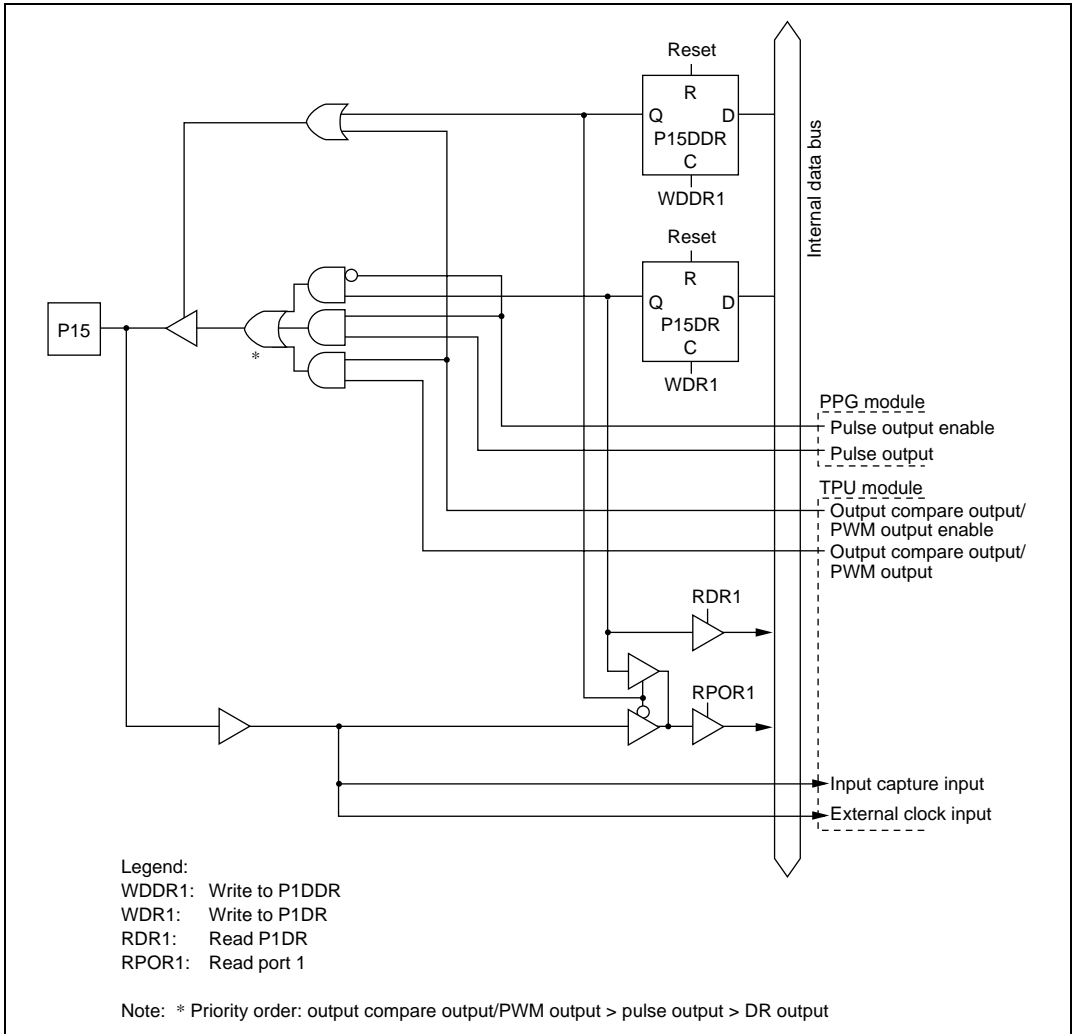 Reset
R
Q
D
P15DDR
C
WDDR1
Internal data bus
Reset
R
Q
D
P15DR
C
WDR1
P15
*
PPG module
Pulse output enable
Pulse output
TPU module
Output compare output/
PWM output enable
Output compare output/
PWM output
RDR1
RPOR1
Input capture input
External clock input
Legend:
WDDR1: Write to P1DDR
WDR1: Write to P1DR
RDR1: Read P1DR
RPOR1: Read port 1
Note: * Priority order: output compare output/PWM output > pulse output > DR output